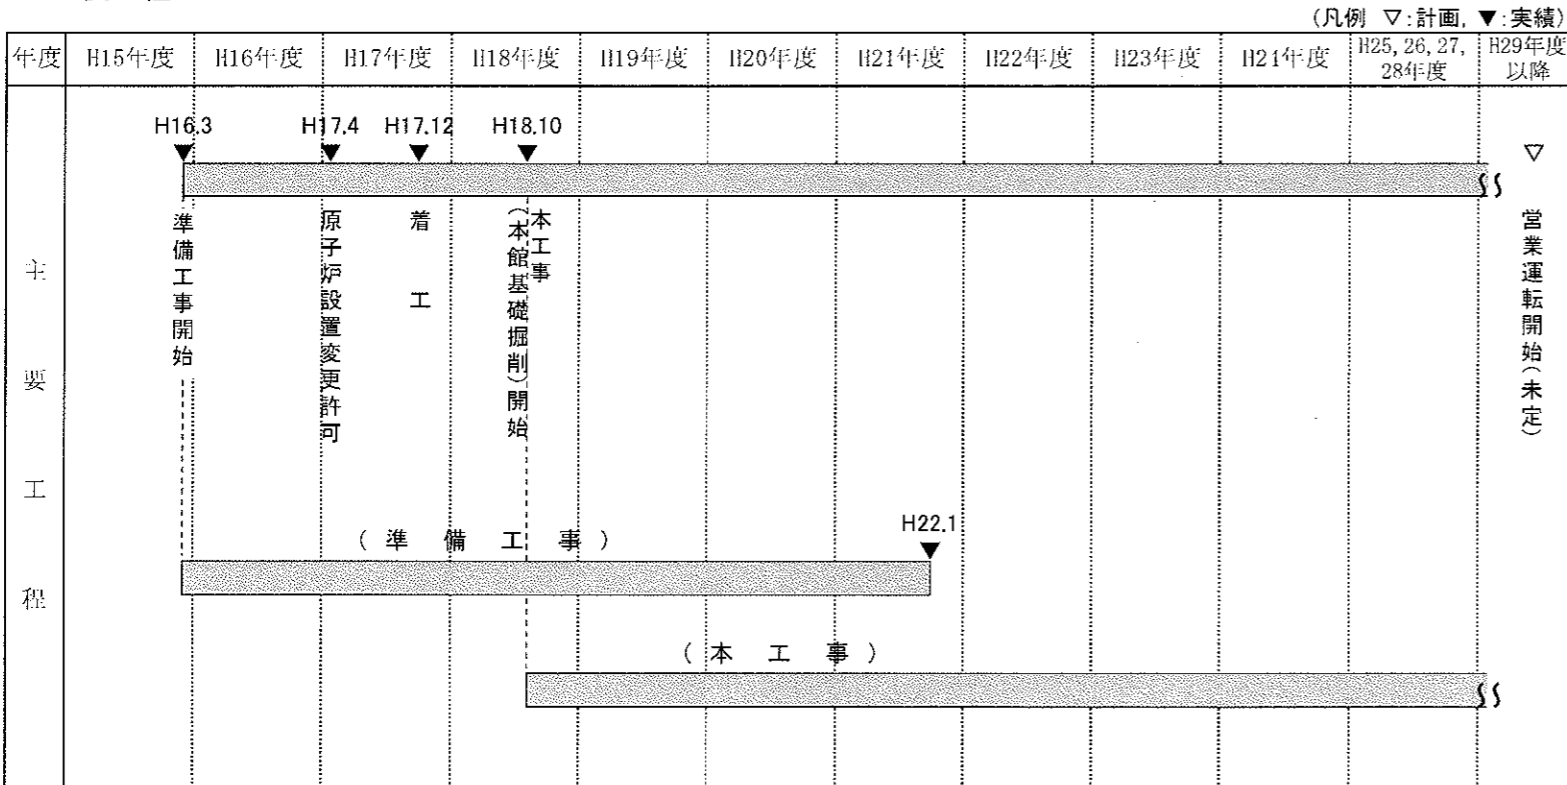 (凡例 ▽:計画, ▼:実績)
年度 H15年度 H16年度 H17年度 H18年度 H19年度 H20年度 H21年度 H22年度 H23年度 H24年度 H25,26,27,28年度 H29年度以降
H16.3 H17.4 H17.12 H18.10
▼ ▼ ▼ ▼ ▽
準備工事開始
原子炉設置変更許可
着工
本工事
(本館基礎掘削)開始
営業運転開始(未定)
主要工程
(準備工事)
H22.1
▼
(本工事)